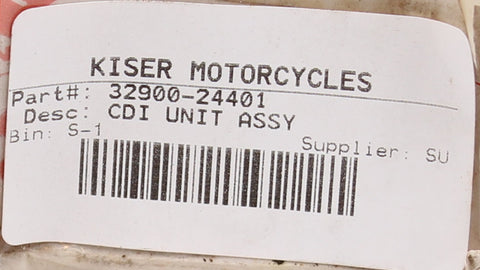 KISER MOTORCYCLES
Part#: 32900-24401
Desc: CDI UNIT ASSY
Bin: S-1
Supplier: SU